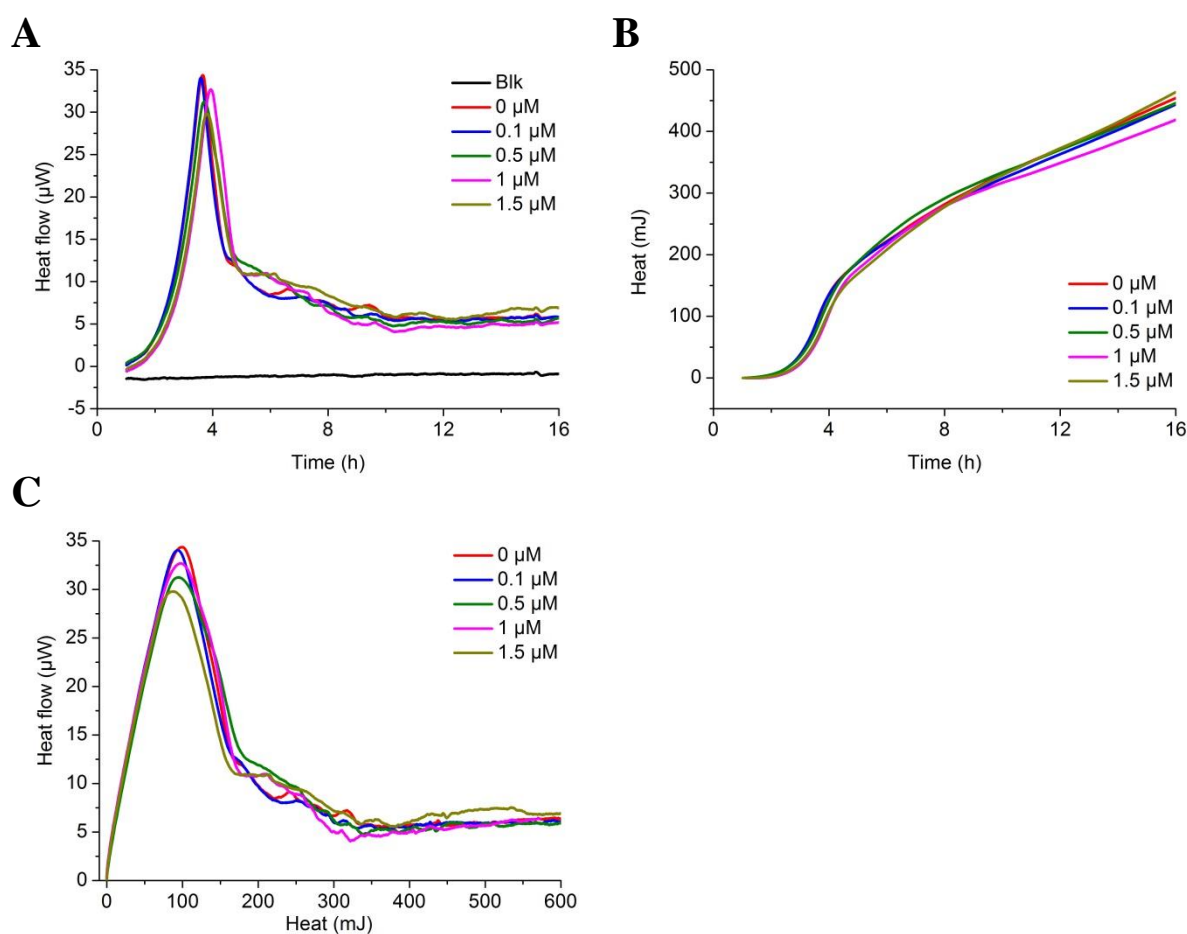 A
35
30
25
20
15
10
5
0
-5
Heat flow (µW)
0 4 8 12 16
Time (h)
Blk
0 µM
0.1 µM
0.5 µM
1 µM
1.5 µM
B
500
400
300
200
100
0
Heat (mJ)
0 4 8 12 16
Time (h)
0 µM
0.1 µM
0.5 µM
1 µM
1.5 µM
C
35
30
25
20
15
10
5
0
Heat flow (µW)
0 100 200 300 400 500 600
Heat (mJ)
0 µM
0.1 µM
0.5 µM
1 µM
1.5 µM